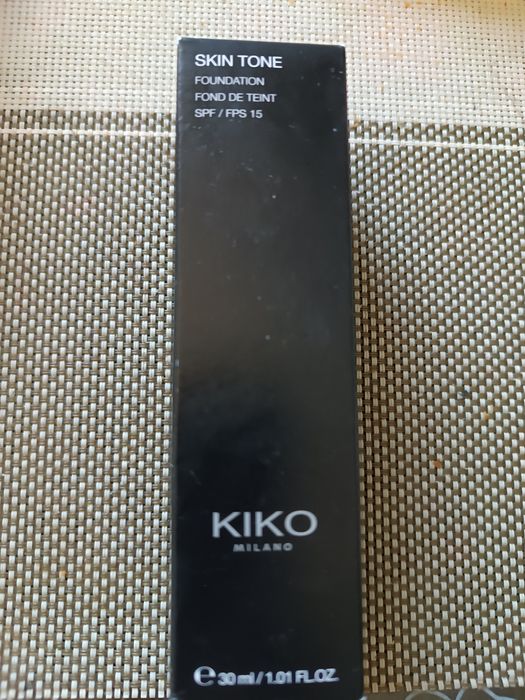 SKIN TONE
FOUNDATION
FOND DE TEINT
SPF / FPS 15
KIKO
MILANO
℮ 30 ml / 1.01 FL.OZ.